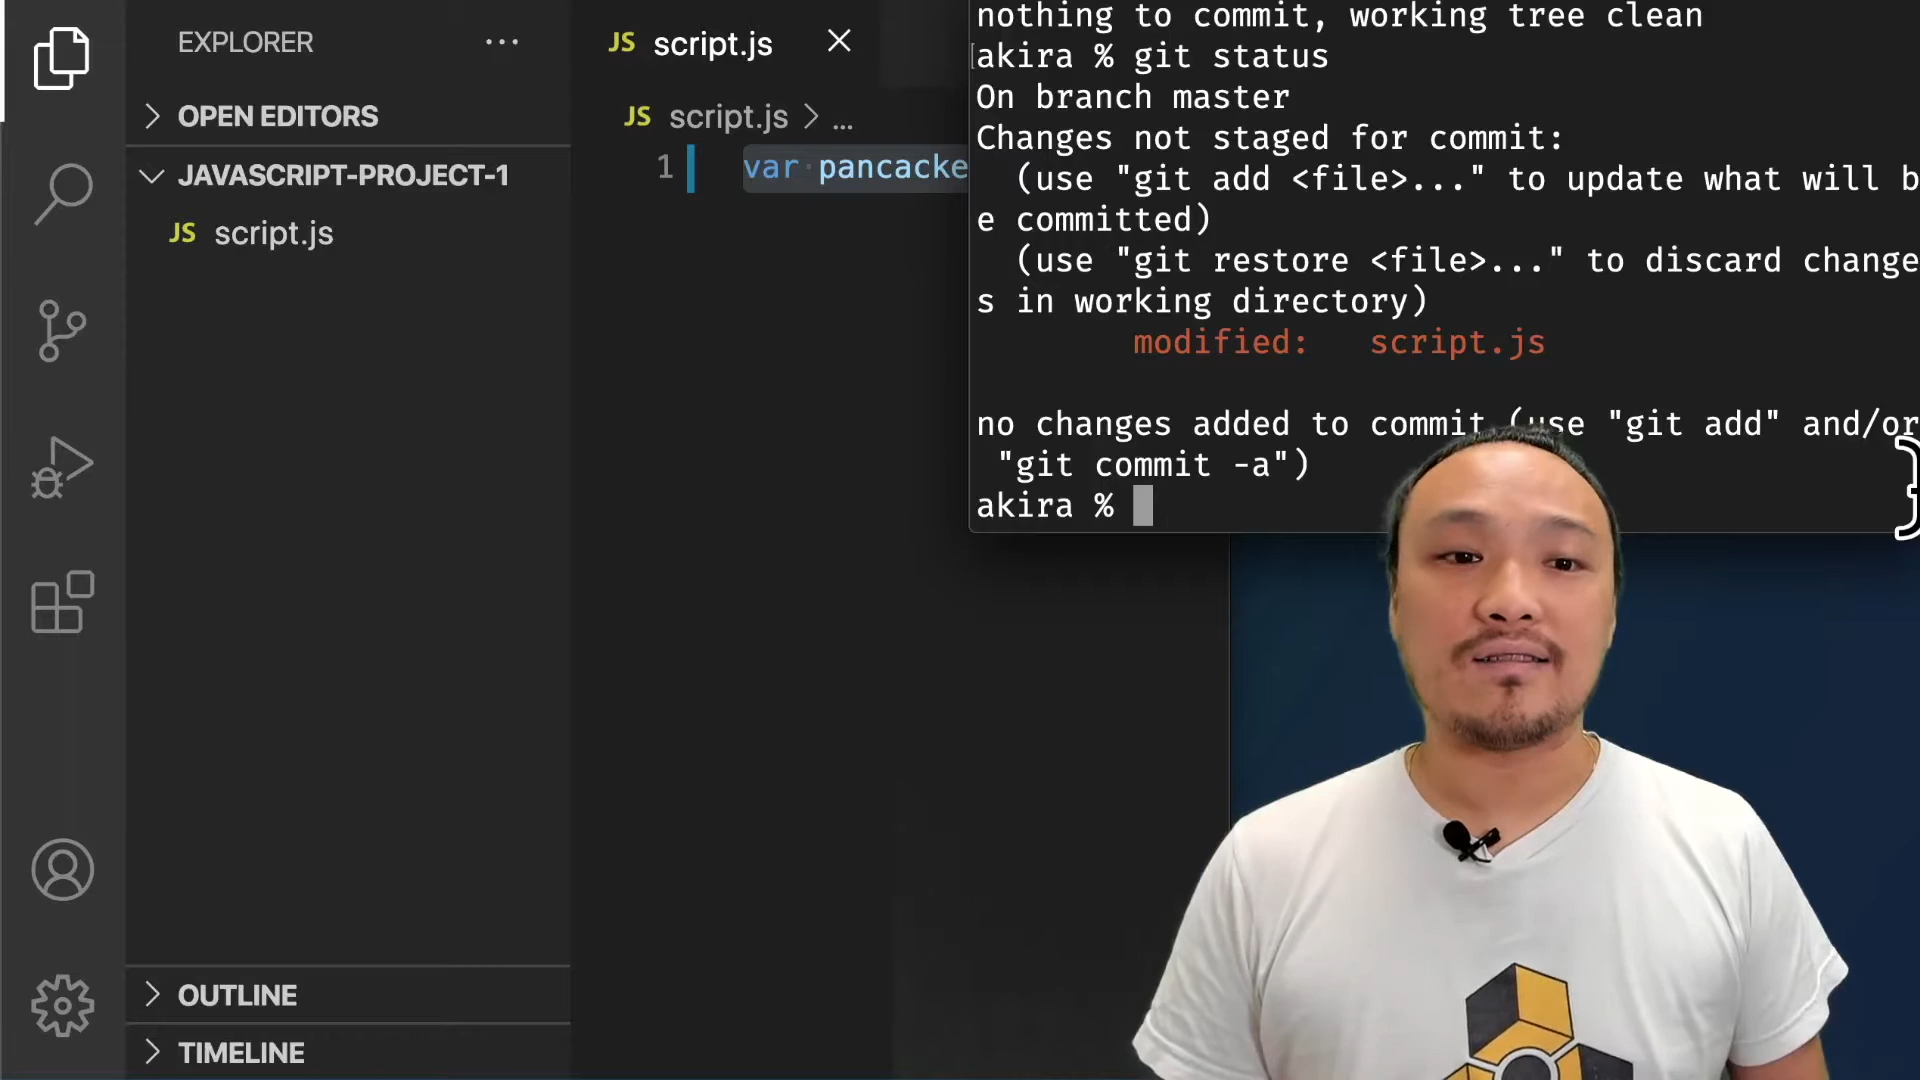 EXPLORER
OPEN EDITORS
JAVASCRIPT-PROJECT-1
JS script.js
OUTLINE
TIMELINE
JS script.js
JS script.js > ...
1 var pancacke
nothing to commit, working tree clean
akira % git status
On branch master
Changes not staged for commit:
(use "git add <file>..." to update what will b
e committed)
(use "git restore <file>..." to discard change
s in working directory)
modified: script.js
no changes added to commit (use "git add" and/or
"git commit -a")
akira %